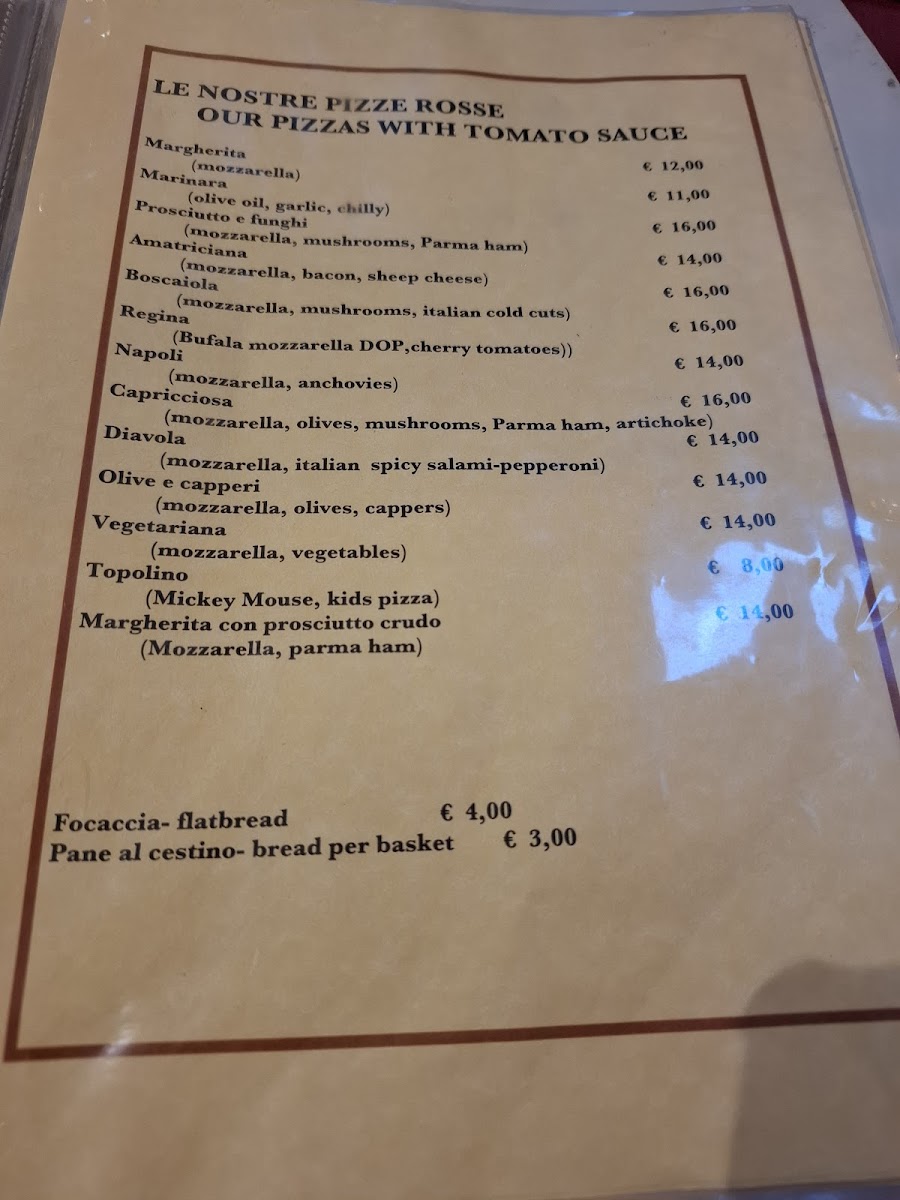 LE NOSTRE PIZZE ROSSE
OUR PIZZAS WITH TOMATO SAUCE
Margherita € 12,00
(mozzarella)
Marinara € 11,00
(olive oil, garlic, chilly)
Prosciutto e funghi € 16,00
(mozzarella, mushrooms, Parma ham)
Amatriciana € 14,00
(mozzarella, bacon, sheep cheese)
Boscaiola € 16,00
(mozzarella, mushrooms, italian cold cuts)
Regina € 16,00
(Bufala mozzarella DOP,cherry tomatoes))
Napoli € 14,00
(mozzarella, anchovies)
Capricciosa € 16,00
(mozzarella, olives, mushrooms, Parma ham, artichoke)
Diavola € 14,00
(mozzarella, italian spicy salami-pepperoni)
Olive e capperi € 14,00
(mozzarella, olives, cappers)
Vegetariana € 14,00
(mozzarella, vegetables)
Topolino € 8,00
(Mickey Mouse, kids pizza)
Margherita con prosciutto crudo € 14,00
(Mozzarella, parma ham)
Focaccia- flatbread € 4,00
Pane al cestino- bread per basket € 3,00